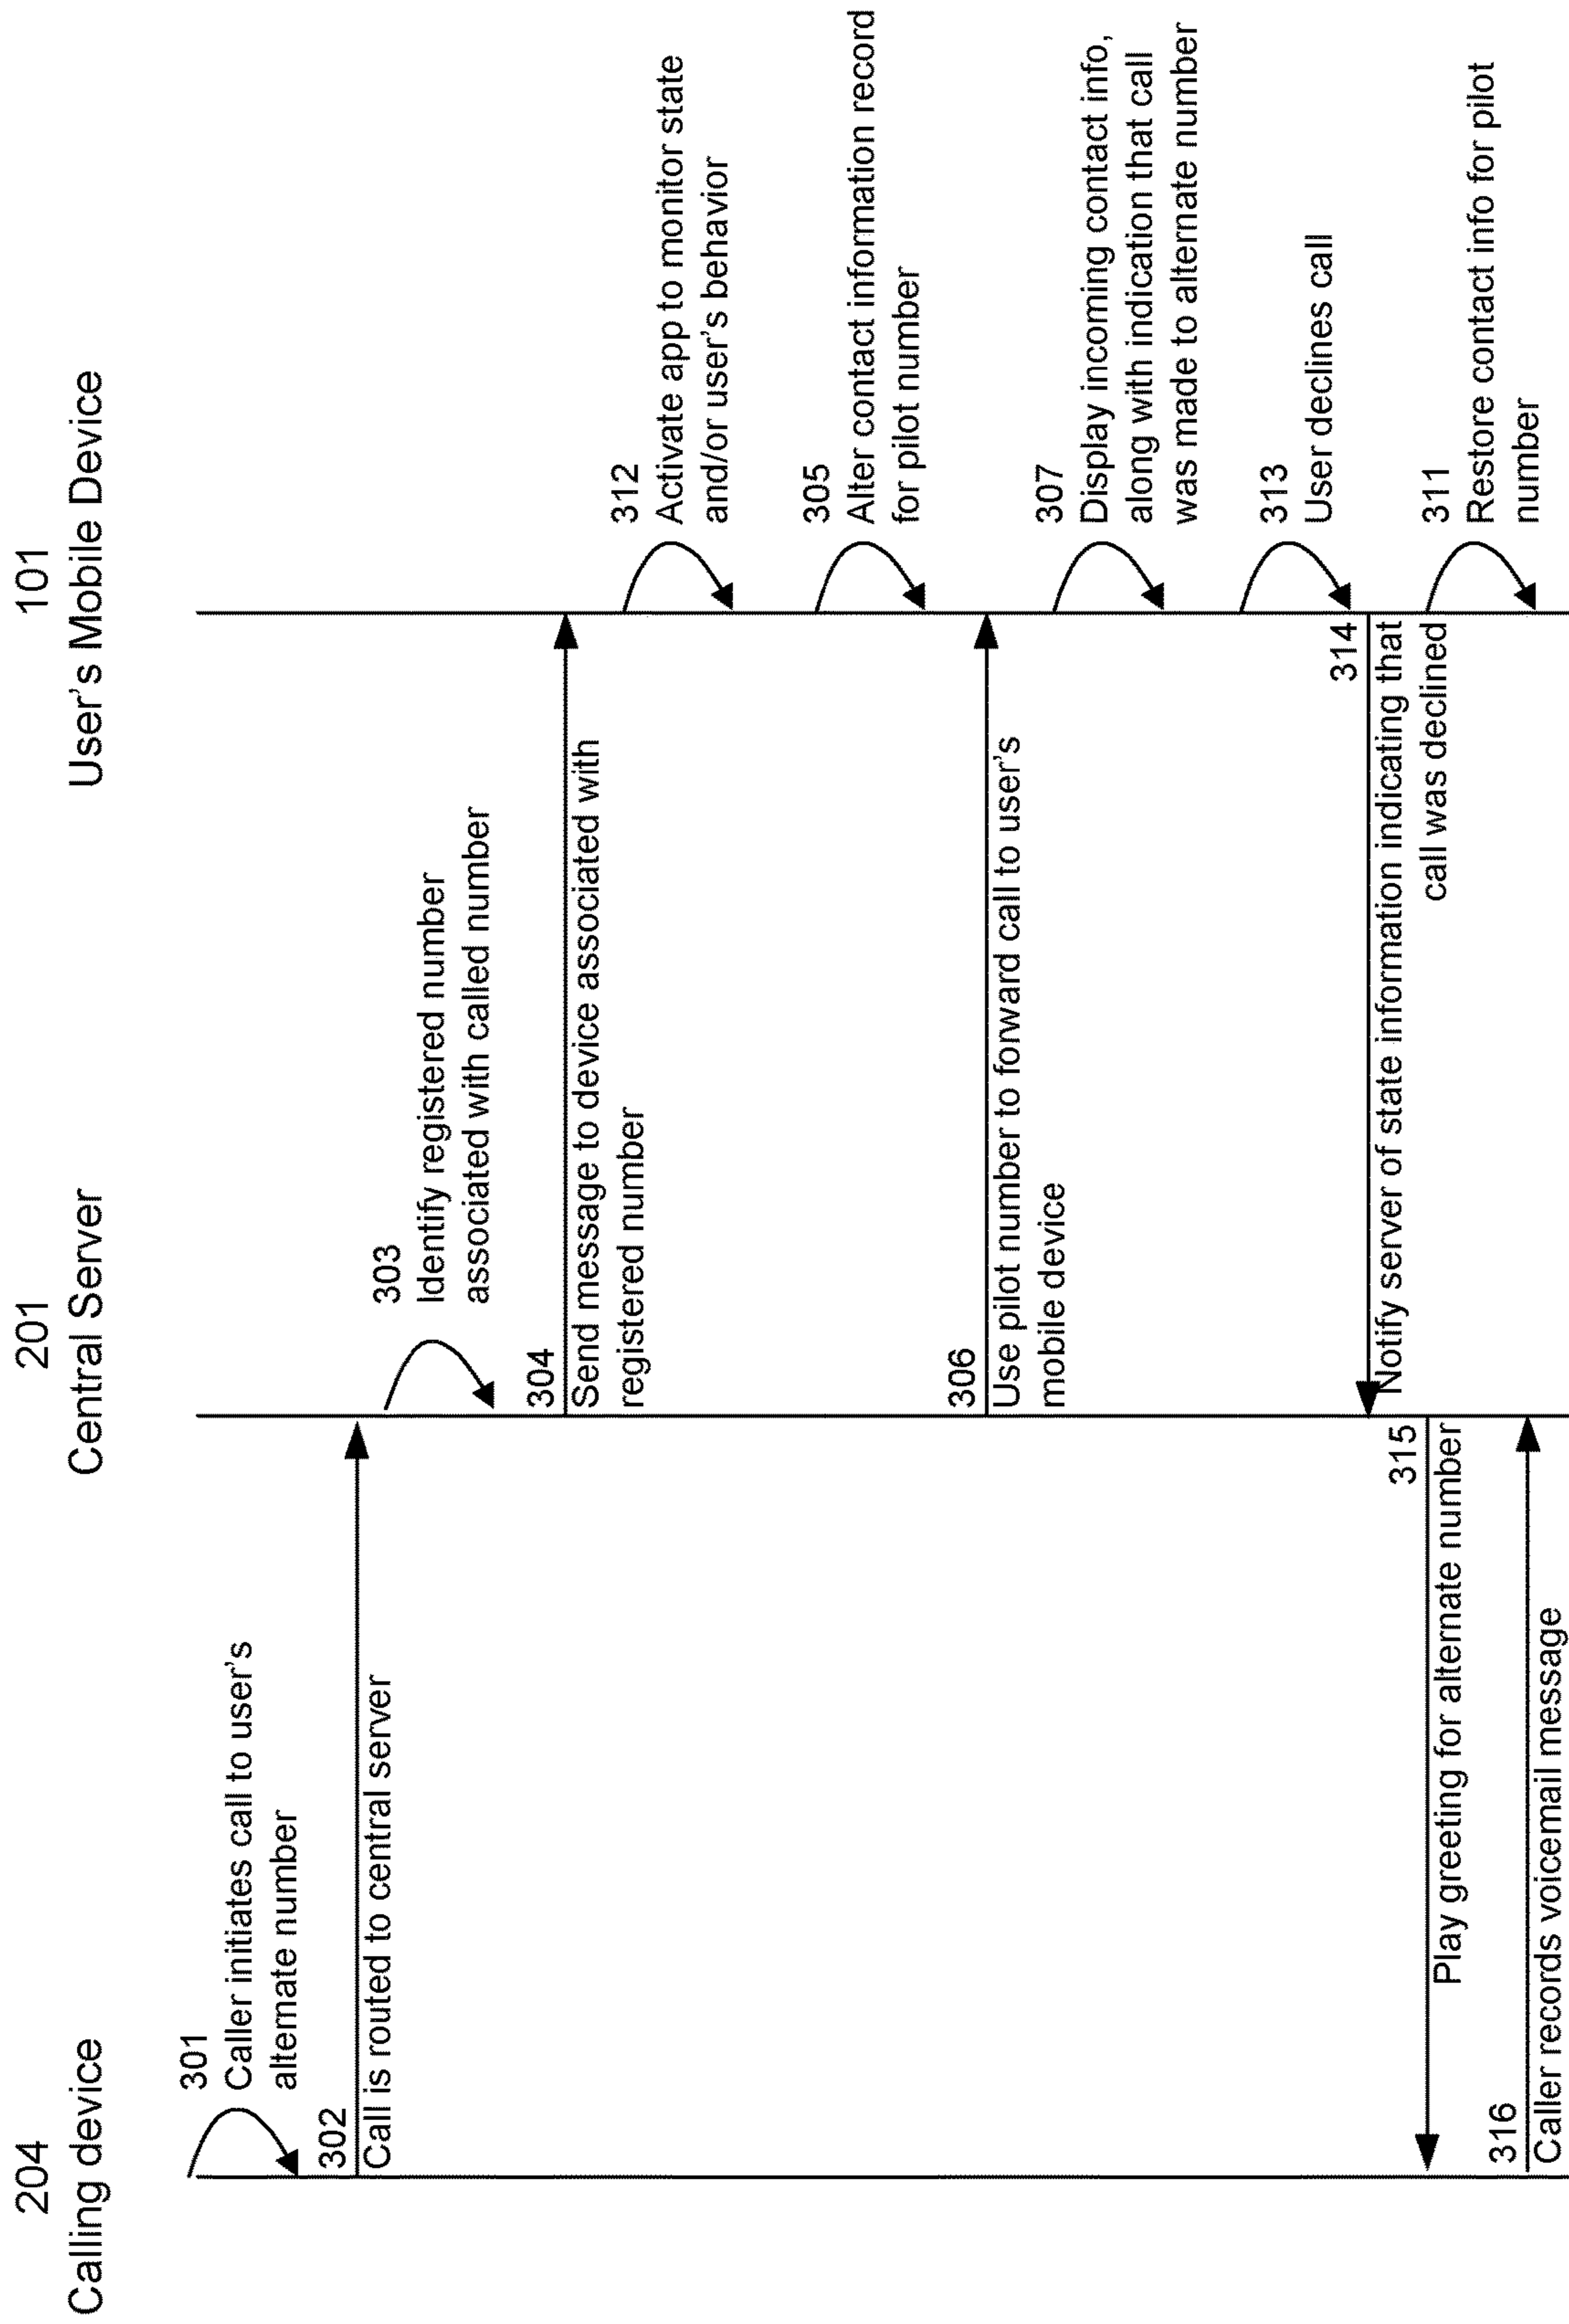 204
Calling device
201
Central Server
101
User's Mobile Device
301
Caller initiates call to user's
alternate number
302
Call is routed to central server
303
Identify registered number
associated with called number
304
Send message to device associated with
registered number
312
Activate app to monitor state
and/or user's behavior
305
Alter contact information record
for pilot number
306
Use pilot number to forward call to user's
mobile device
307
Display incoming contact info,
along with indication that call
was made to alternate number
313
User declines call
314
Notify server of state information indicating that
call was declined
315
Play greeting for alternate number
311
Restore contact info for pilot
number
316
Caller records voicemail message